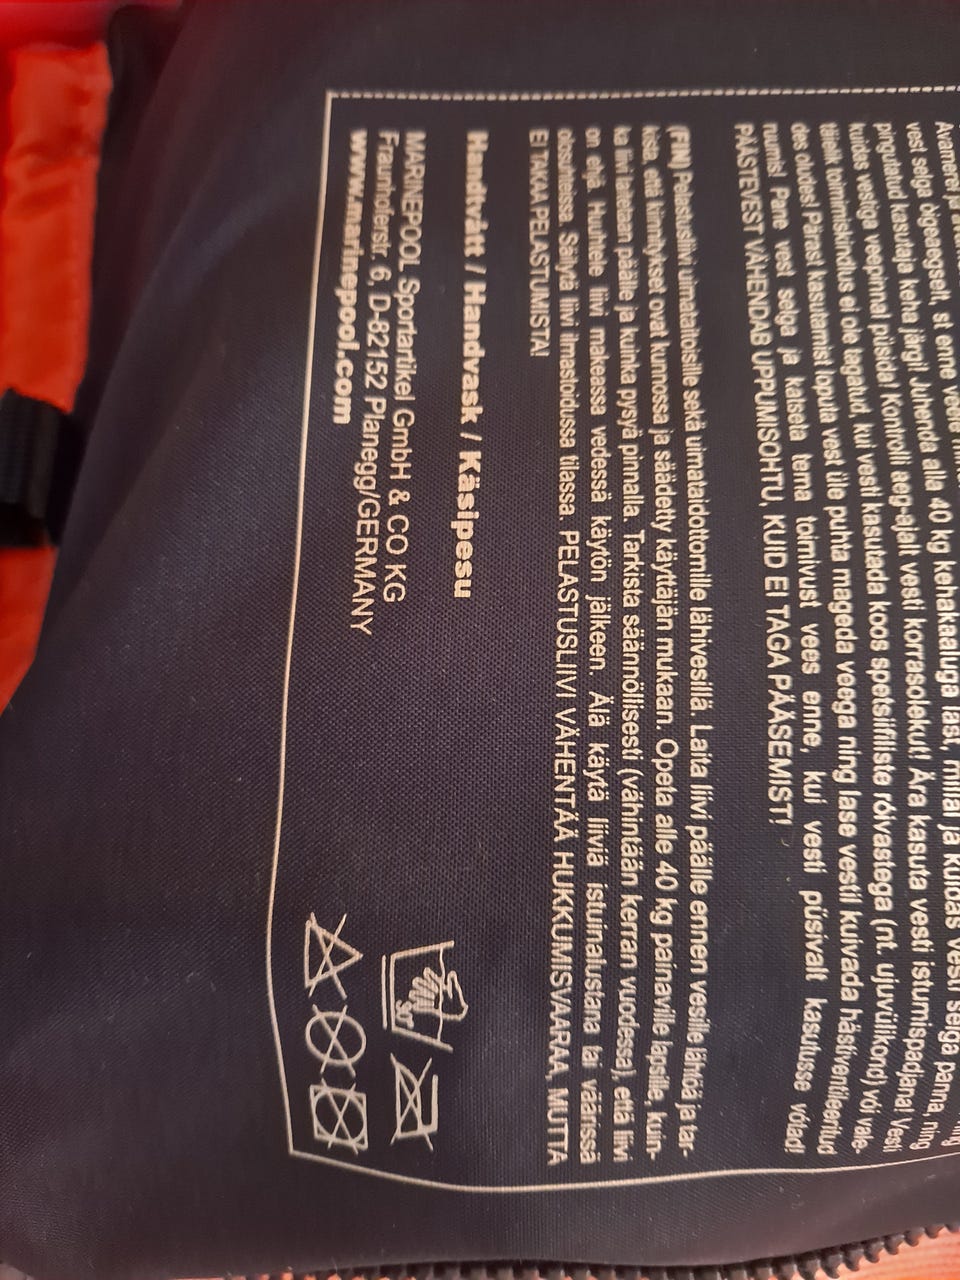 vesi selga õigeaegselt, st enne vette
pingutatud kasutaja keha järgi! Juhenda alla 40 kg kehakaaluga last, millal ja kuidas vesti selga panna, ning
kuidas vestiga veepinnal püsida! Kontrolli aeg-ajalt vesti korrasolekut! Ära kasuta vesti istumispadjana! Vesti
täielik toimimiskindlus ei ole tagatud, kui vesti kasutada koos spetsiifiliste rõivastega (nt. ujuvülikond) või vale-
des oludes! Pärast kasutamist loputa vest üle puhta mageda veega ning lase vestil kuivada hästiventileeritud
ruumis! Pane vest selga ja katseta tema toimivust vees enne, kui vesti püsivalt kasutusse võtad!
PÄÄSTEVEST VÄHENDAB UPPUMISOHTU, KUID EI TAGA PÄÄSEMIST!
(FIN) Pelastusliivi uimataitoisille sekä uimataidottomille lähivesillä. Laita liivi päälle ennen vesille lähtöä ja tar-
kista, että kiinnitykset ovat kunnossa ja säädetty käyttäjän mukaan. Opeta alle 40 kg painaville lapsille, kuin-
ka liivi laitetaan päälle ja kuinka pysyä pinnalla. Tarkista säännöllisesti (vähintään kerran vuodessa), että liivi
on ehjä. Huuhtele liivi makeassa vedessä käytön jälkeen. Älä käytä liiviä istuinalustana tai väärissä
olosuhteissa. Säilytä liivi ilmastoidussa tilassa. PELASTUSLIIVI VÄHENTÄÄ HUKKUMISVAARAA, MUTTA
EI TAKAA PELASTUMISTA!
Handtvätt / Handvask / Käsipesu
MARINEPOOL Sportartikel GmbH & CO KG
Fraunhoferstr. 6, D-82152 Planegg/GERMANY
www.marinepool.com